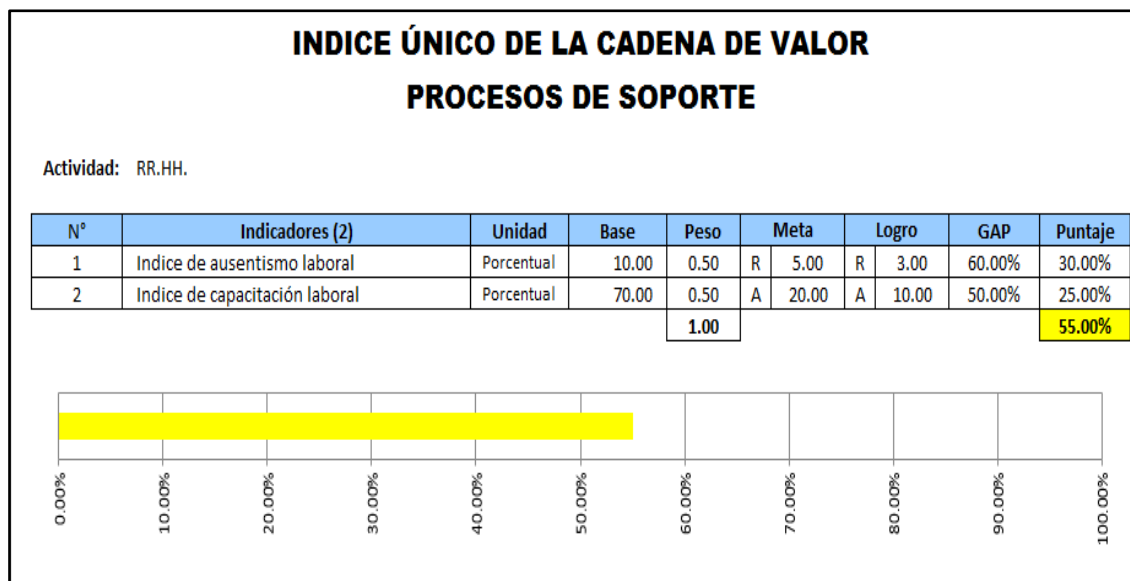 INDICE ÚNICO DE LA CADENA DE VALOR
PROCESOS DE SOPORTE
Actividad: RR.HH.
N° Indicadores (2) Unidad Base Peso Meta Logro GAP Puntaje
1 Indice de ausentismo laboral Porcentual 10.00 0.50 R 5.00 R 3.00 60.00% 30.00%
2 Indice de capacitación laboral Porcentual 70.00 0.50 A 20.00 A 10.00 50.00% 25.00%
1.00 55.00%
0.00% 10.00% 20.00% 30.00% 40.00% 50.00% 60.00% 70.00% 80.00% 90.00% 100.00%